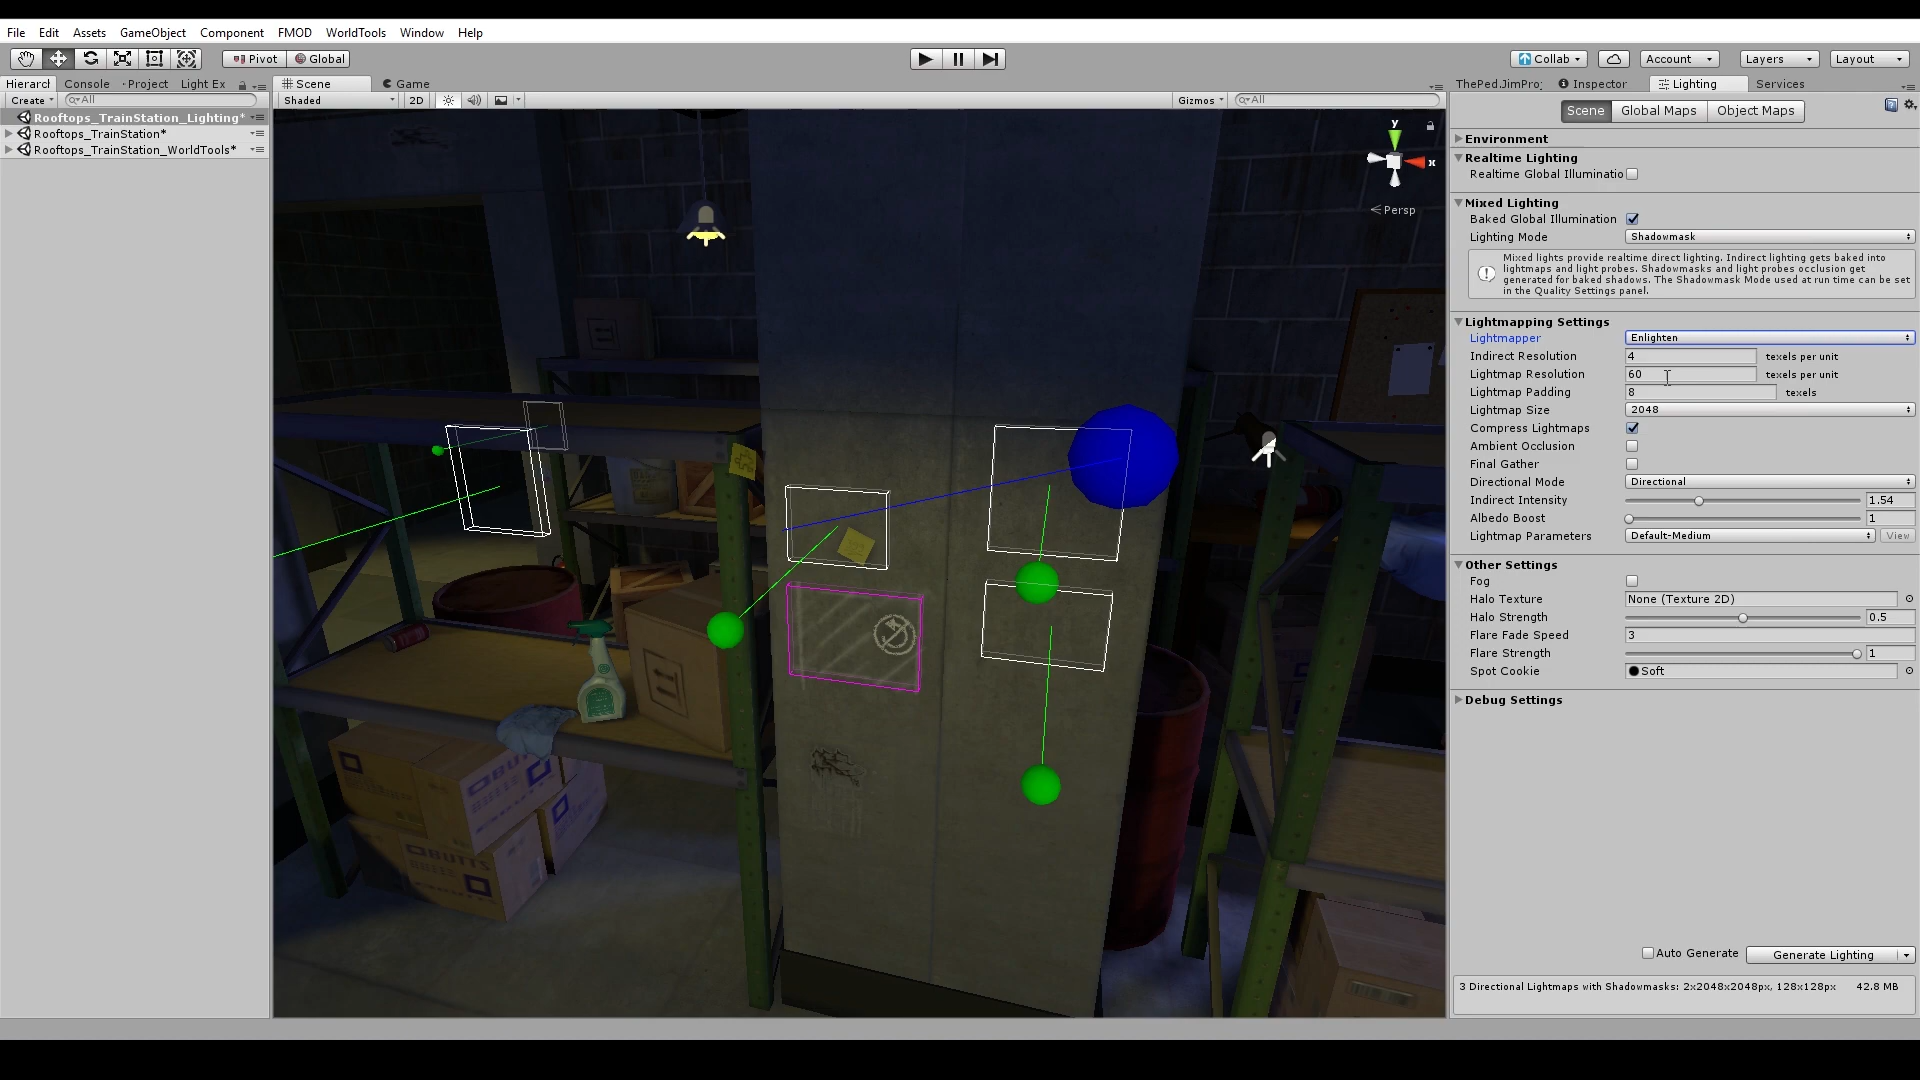 File Edit Assets GameObject Component FMOD WorldTools Window Help
Pivot Global Collab Account Layers Layout
Hierarch Console Project Light Ex Scene Game ThePed.JimPro Inspector Lighting Services
Create All Shaded 2D Gizmos All
Scene Global Maps Object Maps
Rooftops_TrainStation_Lighting*
Rooftops_TrainStation*
Rooftops_TrainStation_WorldTools*
y
x
Persp
BUTTS
BUTTS
Environment
Realtime Lighting
Realtime Global Illuminatio
Mixed Lighting
Baked Global Illumination
Lighting Mode Shadowmask
Mixed lights provide realtime direct lighting. Indirect lighting gets baked into
lightmaps and light probes. Shadowmasks and light probes occlusion get
generated for baked shadows. The Shadowmask Mode used at run time can be set
in the Quality Settings panel.
Lightmapping Settings
Lightmapper Enlighten
Indirect Resolution 4 texels per unit
Lightmap Resolution 60 texels per unit
Lightmap Padding 8 texels
Lightmap Size 2048
Compress Lightmaps
Ambient Occlusion
Final Gather
Directional Mode Directional
Indirect Intensity 1.54
Albedo Boost 1
Lightmap Parameters Default-Medium View
Other Settings
Fog
Halo Texture None (Texture 2D)
Halo Strength 0.5
Flare Fade Speed 3
Flare Strength 1
Spot Cookie Soft
Debug Settings
Auto Generate Generate Lighting
3 Directional Lightmaps with Shadowmasks: 2x2048x2048px, 128x128px 42.8 MB